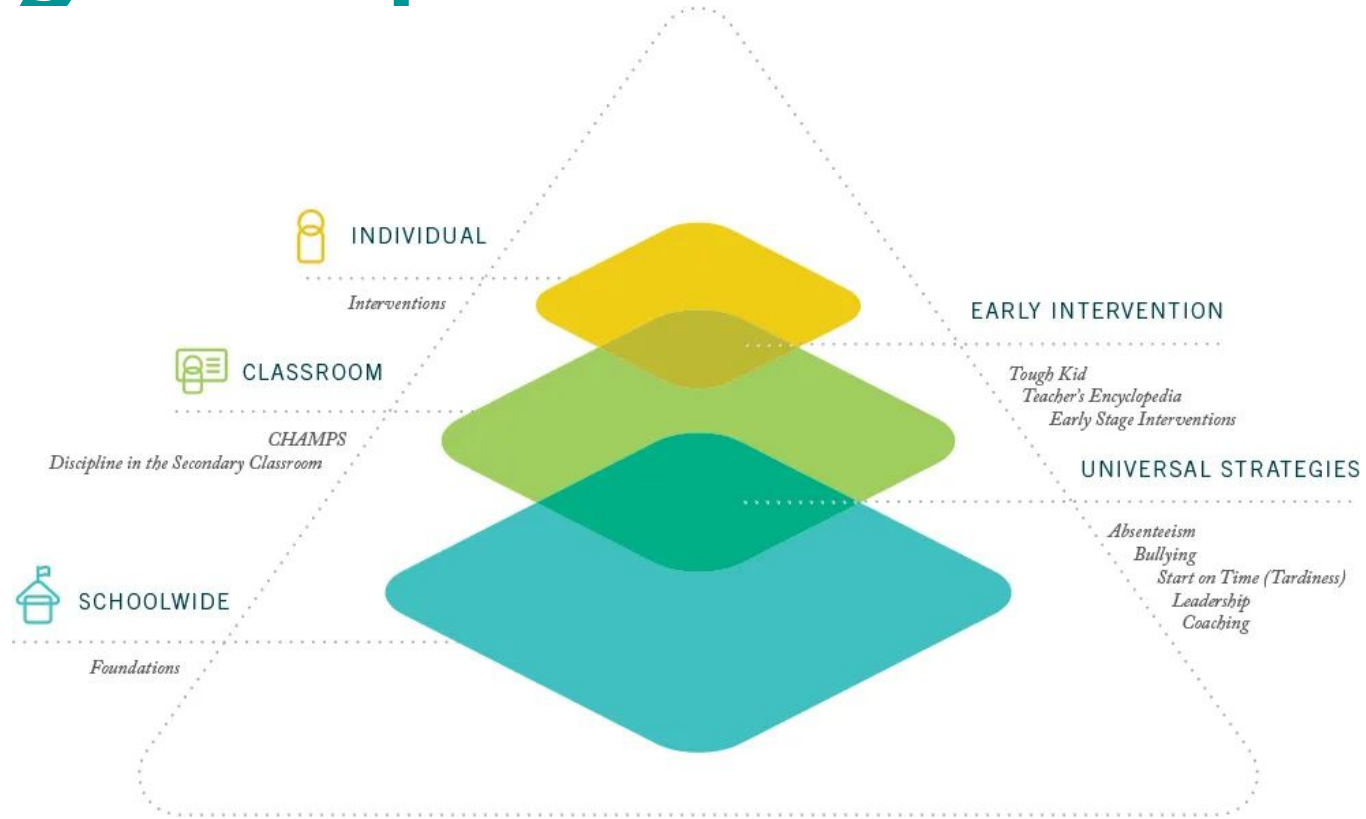 INDIVIDUAL
Interventions
CLASSROOM
CHAMPS
Discipline in the Secondary Classroom
SCHOOLWIDE
Foundations
EARLY INTERVENTION
Tough Kid
Teacher's Encyclopedia
Early Stage Interventions
UNIVERSAL STRATEGIES
Absenteeism
Bullying
Start on Time (Tardiness)
Leadership
Coaching